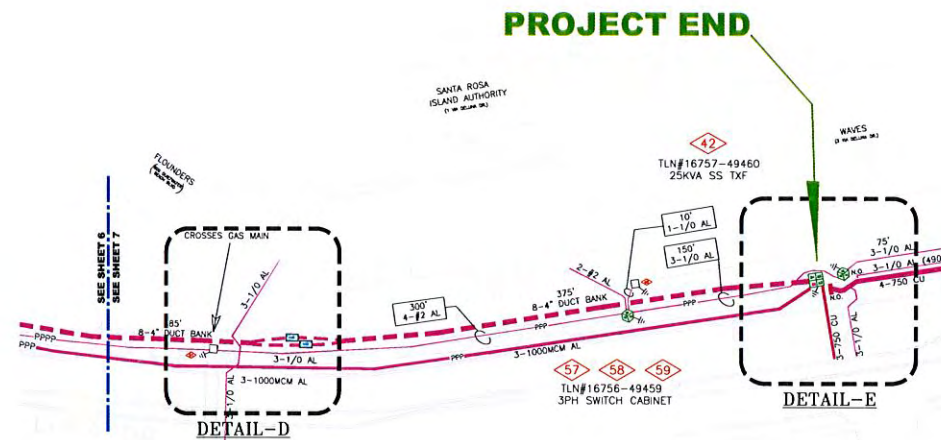 PROJECT END
SANTA ROSA
ISLAND AUTHORITY
WAVES
42
TLN#16757-49460
25KVA SS TXF
FLOUNDERS
SEE SHEET 6
SEE SHEET 7
CROSSES GAS MAIN
3-1/0 AL
10'
1-1/0 AL
150'
3-1/0 AL
75'
3-1/0 AL
3-1/0 AL (490
4-750 CU
N.O.
N.O.
2-#2 AL
375'
8-4" DUCT BANK
300'
4-#2 AL
85'
8-4" DUCT BANK
PPPP
PPP
PPP
PPP
PPP
3-1/0 AL
3-1000MCM AL
3-1000MCM AL
3-1/0 AL
3-750 CU
3-1/0 AL
57
58
59
TLN#16756-49459
3PH SWITCH CABINET
DETAIL-D
DETAIL-E